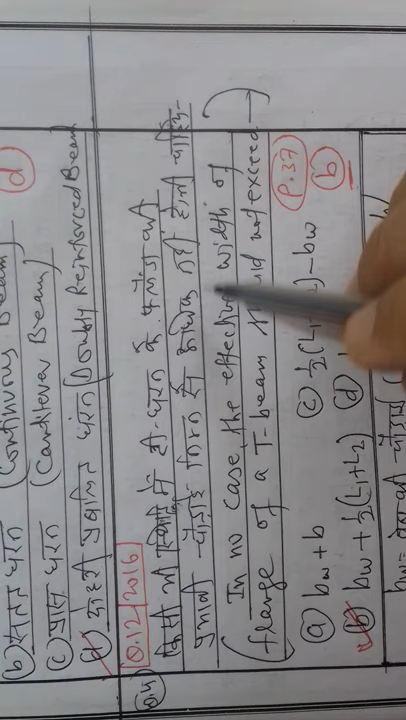 (b) सतत धरन (Continuous Beam)
(c) प्रास धरन (Cantilever Beam)
(d) दोहरी प्रबलित धरन (Doubly Reinforced Beam)
(d)
0.12/2016
किसी भी स्थिति में टी-धरन के फ्लेंज की
प्रभावी चौड़ाई निम्न से अधिक नहीं होनी चाहिए-
(In no case, the effective width of
flange of a T-beam should not exceed →)
P.37
(a) bw + b
(c) ½(L₁+ ) - bw
(b)
(b) bw + ½(L₁+L₂)
(d)
bw = वेब की चौड़ाई